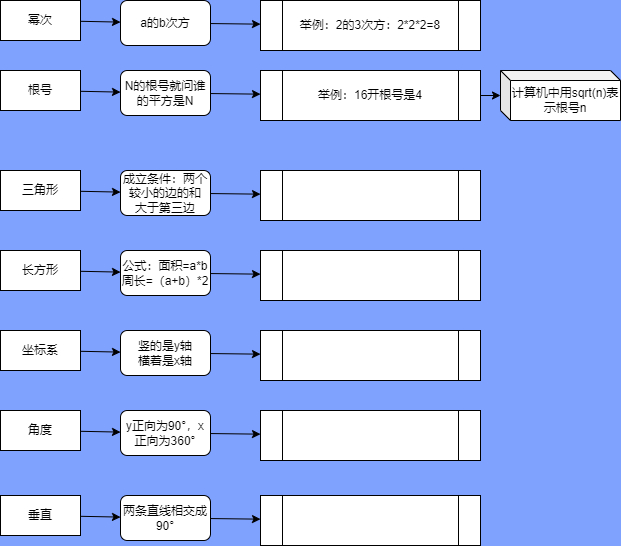 幂次
a的b次方
举例：2的3次方：2*2*2=8
根号
N的根号就问谁
的平方是N
举例：16开根号是4
计算机中用sqrt(n)表
示根号n
三角形
成立条件：两个
较小的边的和
大于第三边
长方形
公式：面积=a*b
周长=（a+b）*2
坐标系
竖的是y轴
横着是x轴
角度
y正向为90°，x
正向为360°
垂直
两条直线相交成
90°